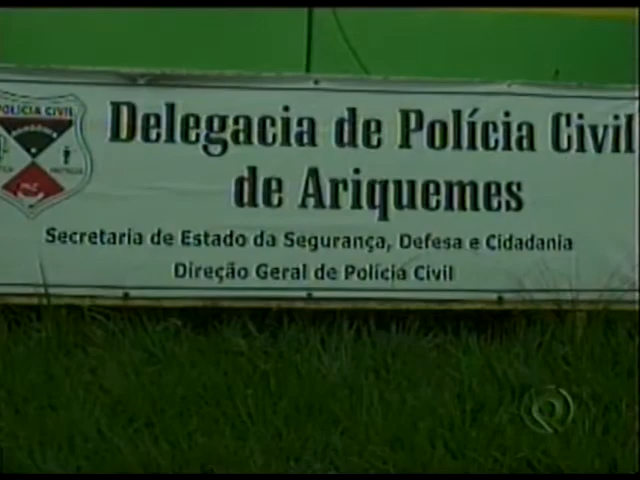 POLÍCIA CIVIL
Delegacia de Polícia Civil
de Ariquemes
Secretaria de Estado da Segurança, Defesa e Cidadania
Direção Geral de Polícia Civil